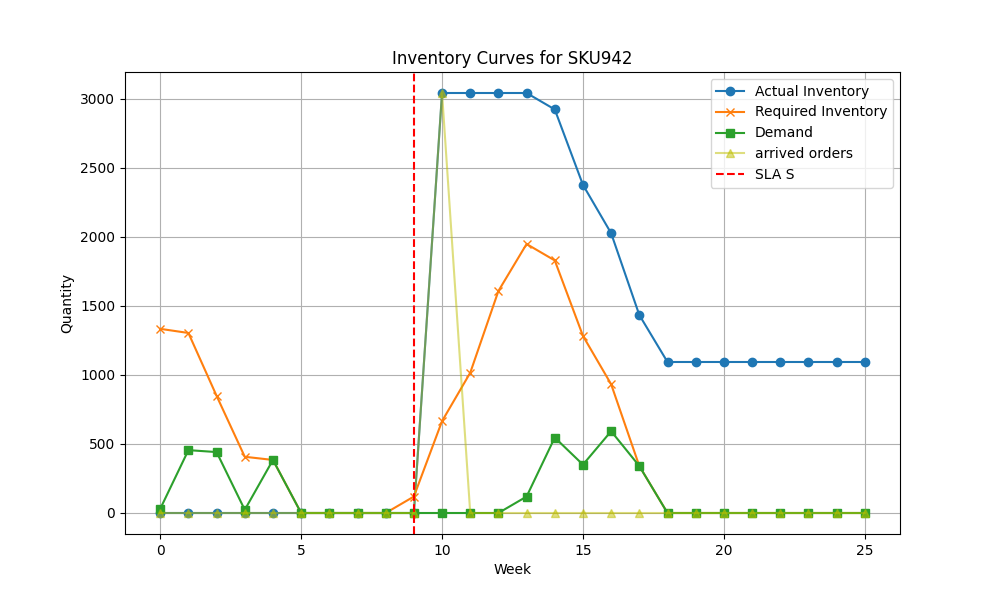 Inventory Curves for SKU942
Actual Inventory
Required Inventory
Demand
arrived orders
SLA S
Quantity
3000
2500
2000
1500
1000
500
0
0 5 10 15 20 25
Week